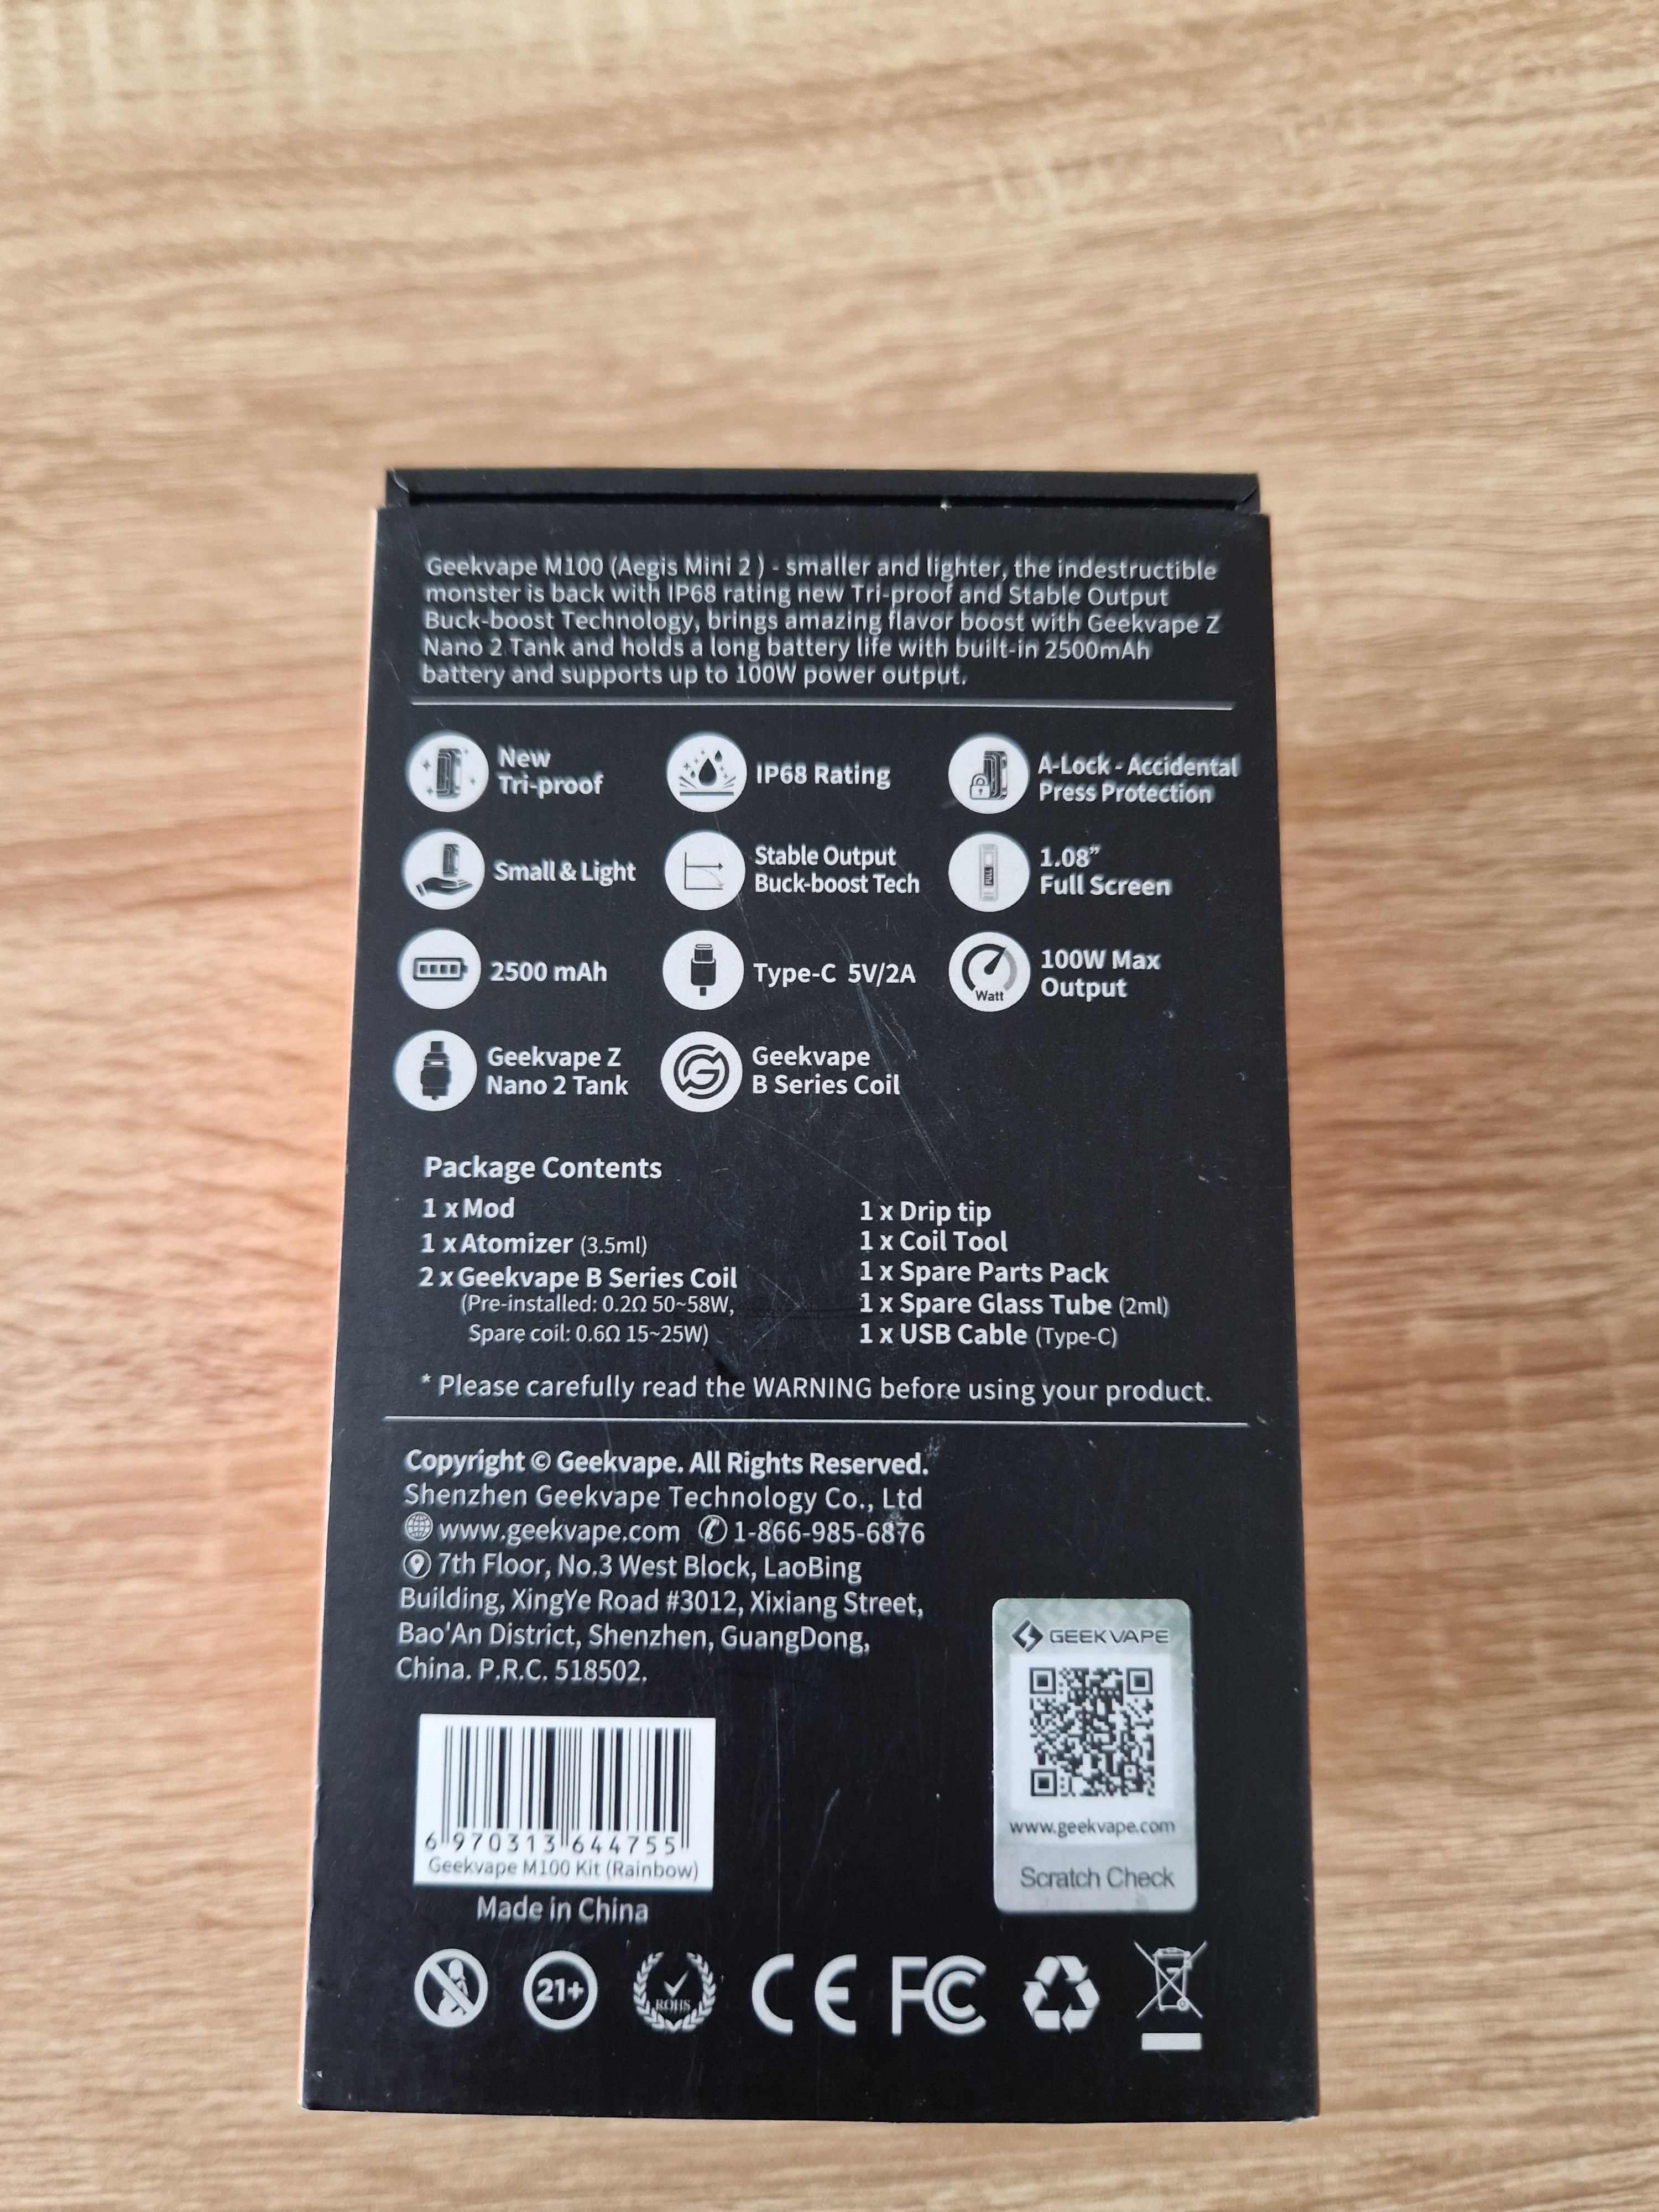 Geekvape M100 (Aegis Mini 2 ) - smaller and lighter, the indestructible
monster is back with IP68 rating new Tri-proof and Stable Output
Buck-boost Technology, brings amazing flavor boost with Geekvape Z
Nano 2 Tank and holds a long battery life with built-in 2500mAh
battery and supports up to 100W power output.
New
Tri-proof
IP68 Rating
A-Lock - Accidental
Press Protection
Small & Light
Stable Output
Buck-boost Tech
FULL
1.08”
Full Screen
2500 mAh
Type-C 5V/2A
Watt
100W Max
Output
Geekvape Z
Nano 2 Tank
Geekvape
B Series Coil
Package Contents
1 x Mod
1 x Atomizer (3.5ml)
2 x Geekvape B Series Coil
(Pre-installed: 0.2Ω 50~58W,
Spare coil: 0.6Ω 15~25W)
1 x Drip tip
1 x Coil Tool
1 x Spare Parts Pack
1 x Spare Glass Tube (2ml)
1 x USB Cable (Type-C)
* Please carefully read the WARNING before using your product.
Copyright © Geekvape. All Rights Reserved.
Shenzhen Geekvape Technology Co., Ltd
www.geekvape.com 1-866-985-6876
7th Floor, No.3 West Block, LaoBing
Building, XingYe Road #3012, Xixiang Street,
Bao'An District, Shenzhen, GuangDong,
China. P.R.C. 518502.
GEEKVAPE
www.geekvape.com
Scratch Check
6 970313 644755
Geekvape M100 Kit (Rainbow)
Made in China
21+
ROHS
CE
FC